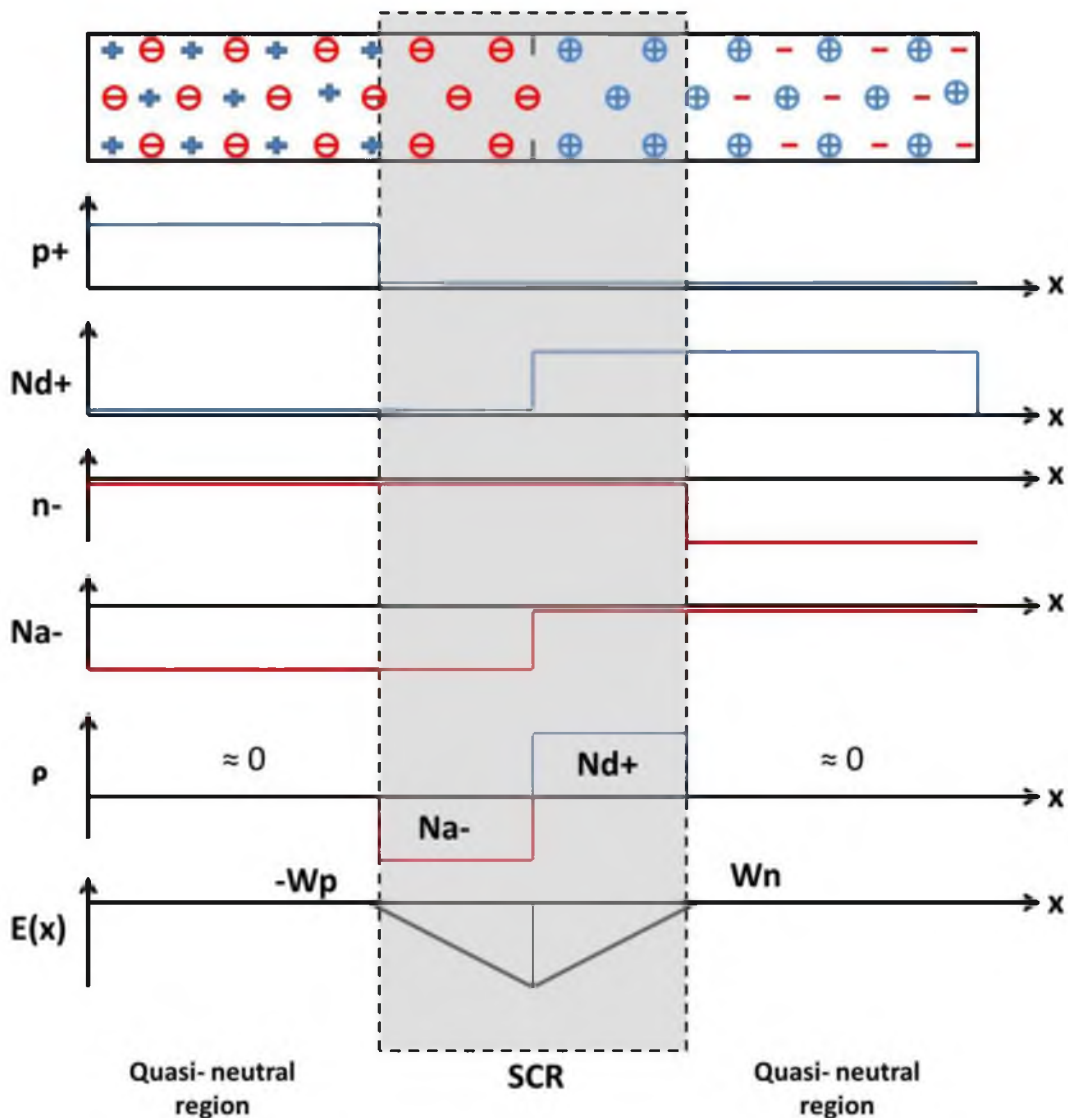 p+
x
Nd+
x
x
n-
Na-
x
≈ 0
Nd+
≈ 0
ρ
x
Na-
-Wp
Wn
x
E(x)
Quasi- neutral
region
SCR
Quasi- neutral
region